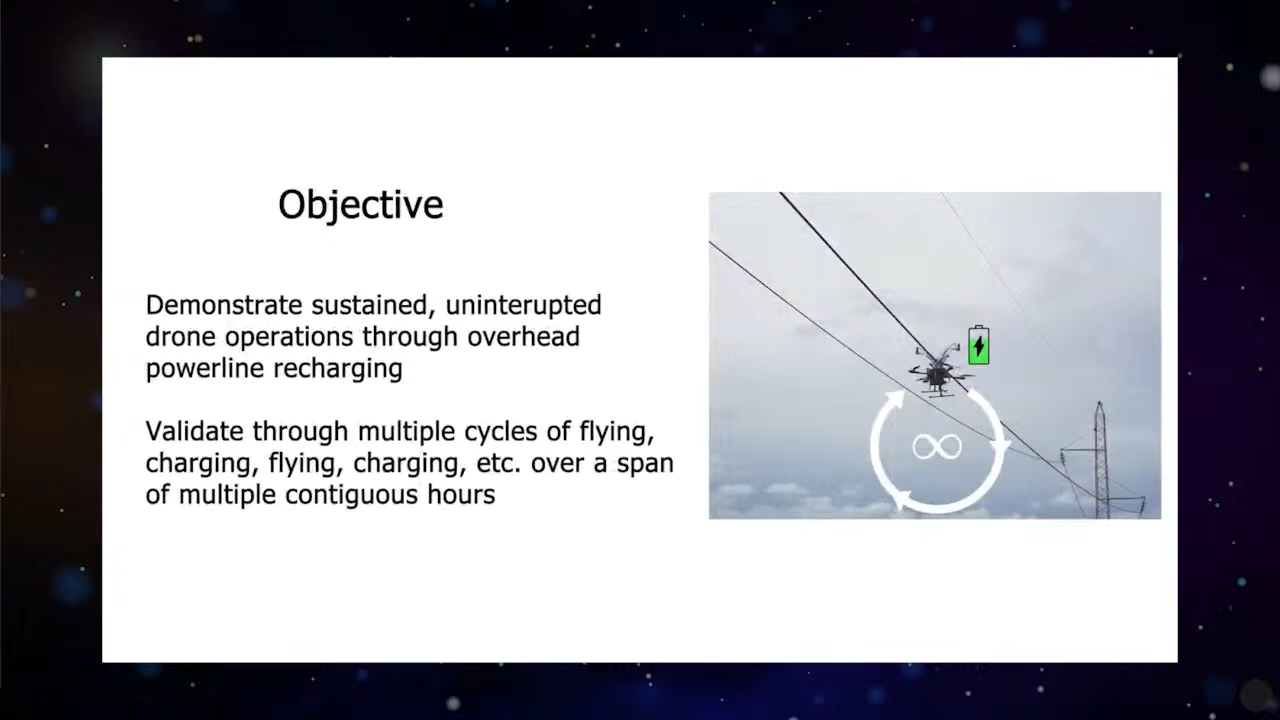 Objective
Demonstrate sustained, uninterupted
drone operations through overhead
powerline recharging
Validate through multiple cycles of flying,
charging, flying, charging, etc. over a span
of multiple contiguous hours
∞